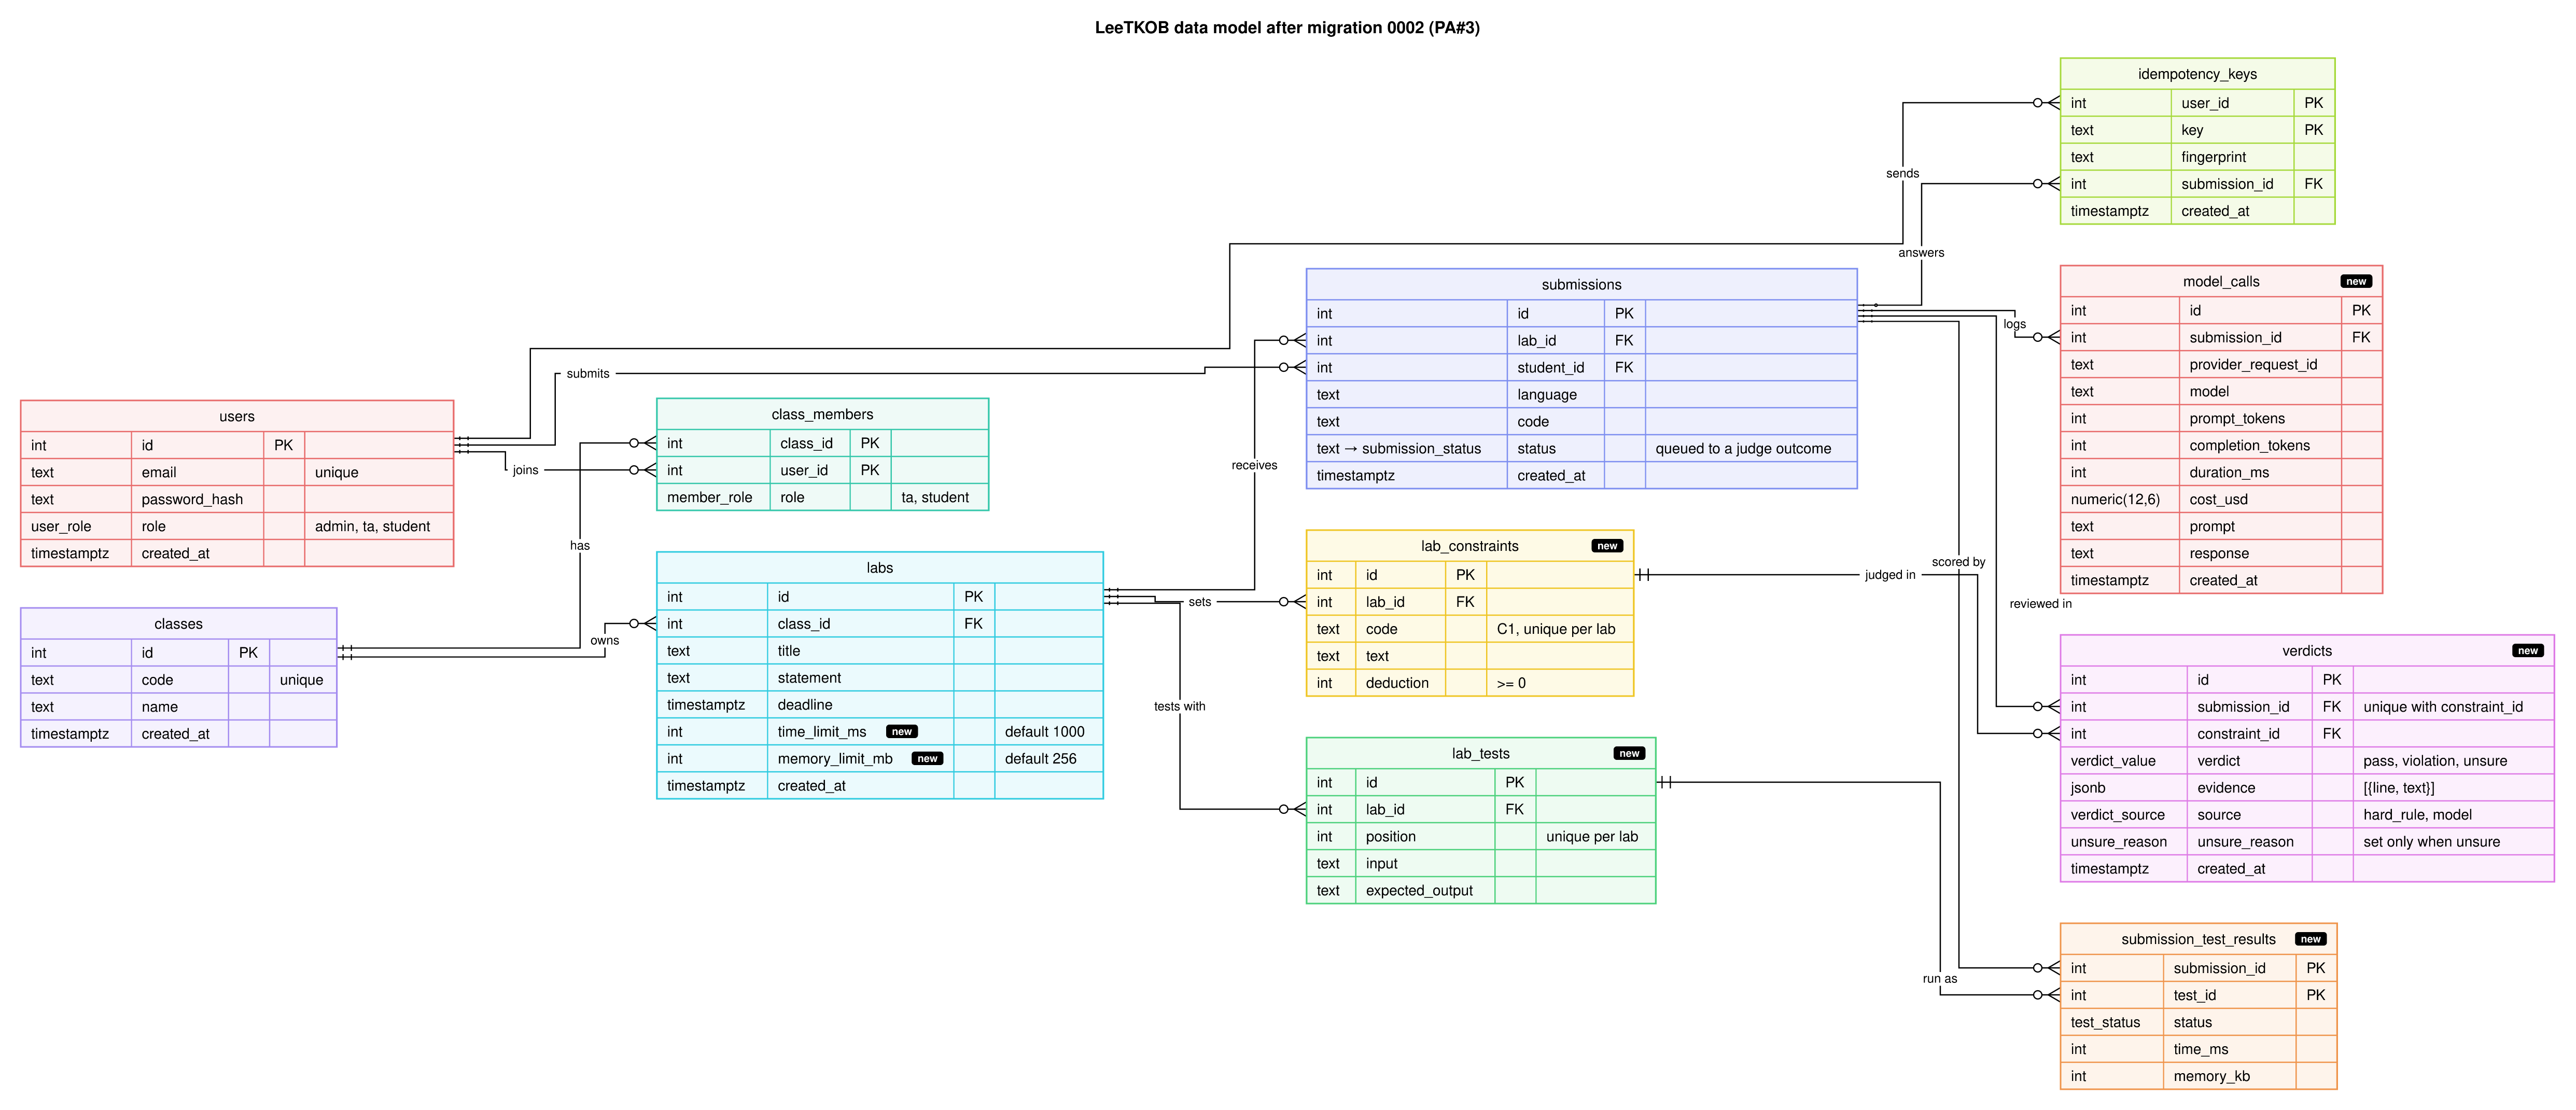 LeeTKOB data model after migration 0002 (PA#3)
idempotency_keys
int user_id PK
text key PK
text fingerprint
int submission_id FK
timestamptz created_at
sends
answers
submissions
int id PK
int lab_id FK
int student_id FK
text language
text code
text → submission_status status queued to a judge outcome
timestamptz created_at
model_calls new
int id PK
int submission_id FK
text provider_request_id
text model
int prompt_tokens
int completion_tokens
int duration_ms
numeric(12,6) cost_usd
text prompt
text response
timestamptz created_at
logs
submits
users
int id PK
text email unique
text password_hash
user_role role admin, ta, student
timestamptz created_at
joins
class_members
int class_id PK
int user_id PK
member_role role ta, student
has
receives
classes
int id PK
text code unique
text name
timestamptz created_at
owns
labs
int id PK
int class_id FK
text title
text statement
timestamptz deadline
int time_limit_ms new default 1000
int memory_limit_mb new default 256
timestamptz created_at
sets
tests with
lab_constraints new
int id PK
int lab_id FK
text code C1, unique per lab
text text
int deduction >= 0
judged in
scored by
reviewed in
lab_tests new
int id PK
int lab_id FK
int position unique per lab
text input
text expected_output
verdicts new
int id PK
int submission_id FK unique with constraint_id
int constraint_id FK
verdict_value verdict pass, violation, unsure
jsonb evidence [{line, text}]
verdict_source source hard_rule, model
unsure_reason unsure_reason set only when unsure
timestamptz created_at
run as
submission_test_results new
int submission_id PK
int test_id PK
test_status status
int time_ms
int memory_kb